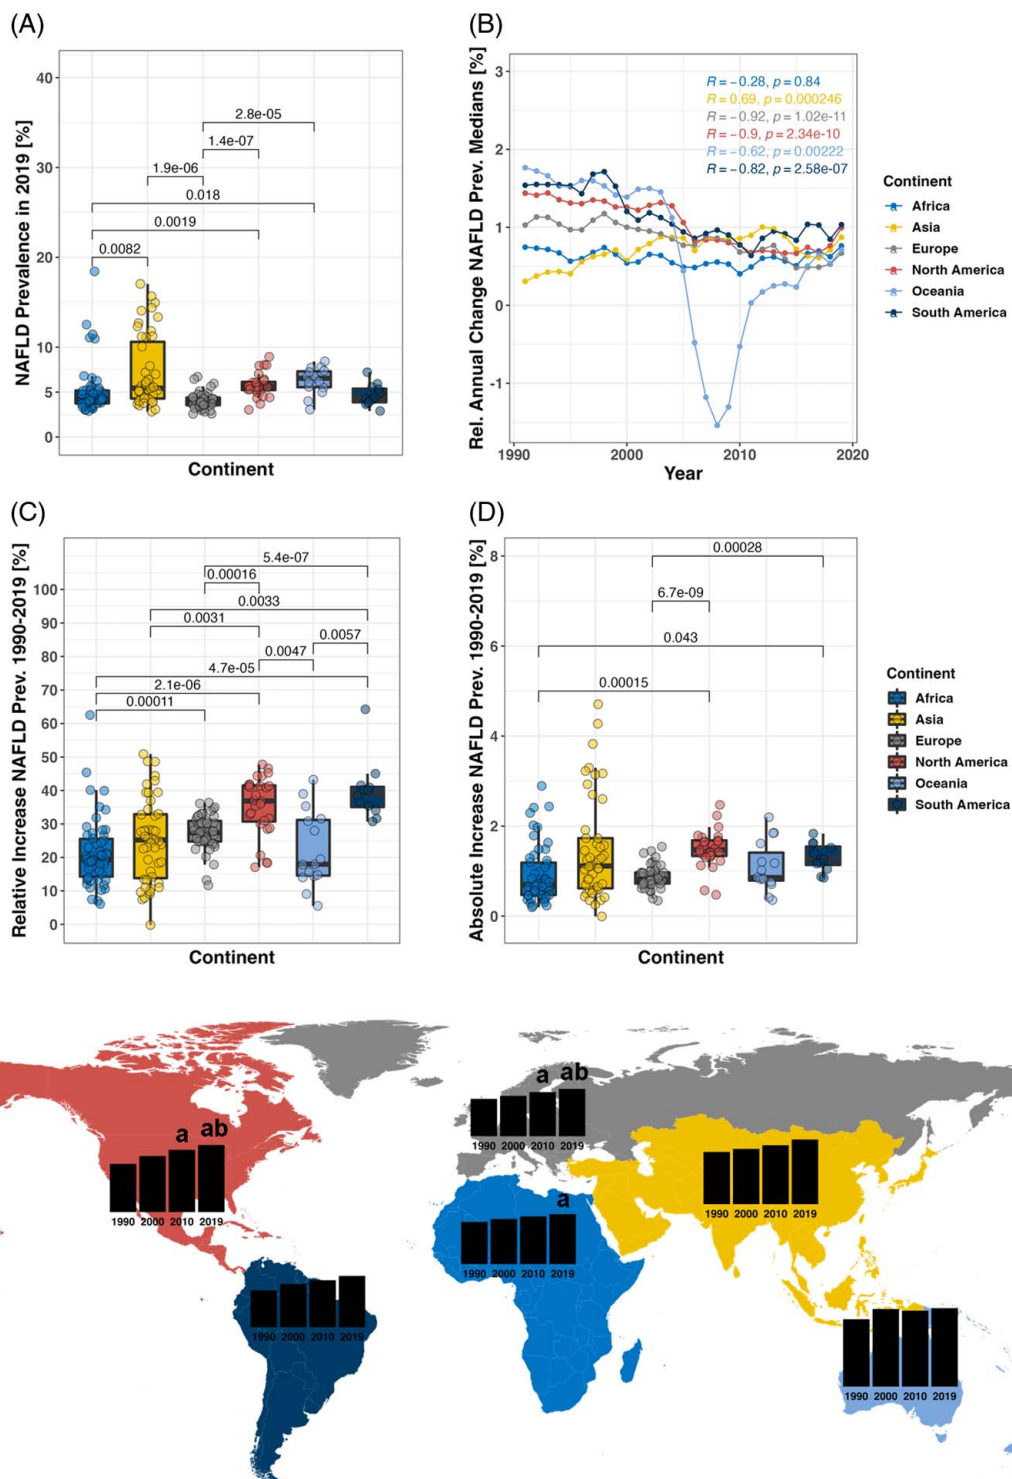 (A)
NAFLD Prevalence in 2019 [%]
40
30
20
10
5
0
2.8e-05
1.4e-07
1.9e-06
0.018
0.0019
0.0082
Continent
(B)
Rel. Annual Change NAFLD Prev. Medians [%]
3
2
1
0
-1
R = −0.28, p = 0.84
R = 0.69, p = 0.000246
R = −0.92, p = 1.02e-11
R = −0.9, p = 2.34e-10
R = −0.62, p = 0.00222
R = −0.82, p = 2.58e-07
1990 2000 2010 2020
Year
Continent
Africa
Asia
Europe
North America
Oceania
South America
(C)
Relative Increase NAFLD Prev. 1990-2019 [%]
100
90
80
70
60
50
40
30
20
10
0
5.4e-07
0.00016
0.0033
0.0031
0.0057
0.0047
4.7e-05
2.1e-06
0.00011
Continent
(D)
Absolute Increase NAFLD Prev. 1990-2019 [%]
8
6
4
2
0
0.00028
6.7e-09
0.043
0.00015
Continent
Continent
Africa
Asia
Europe
North America
Oceania
South America
a ab
1990 2000 2010 2019
a ab
1990 2000 2010 2019
1990 2000 2010 2019
a
1990 2000 2010 2019
1990 2000 2010 2019
1990 2000 2010 2019